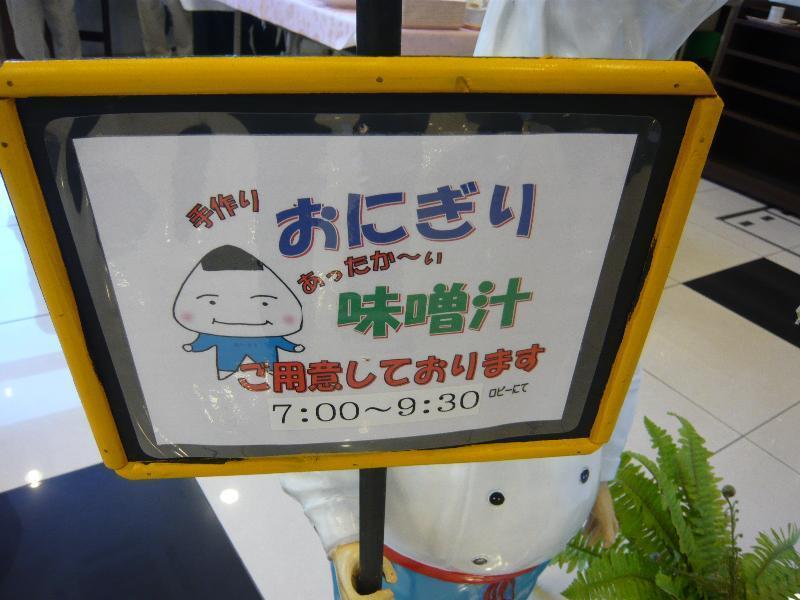 手作り
おにぎり
あったか〜い
味噌汁
ご用意しております
7:00〜9:30 ロビーにて